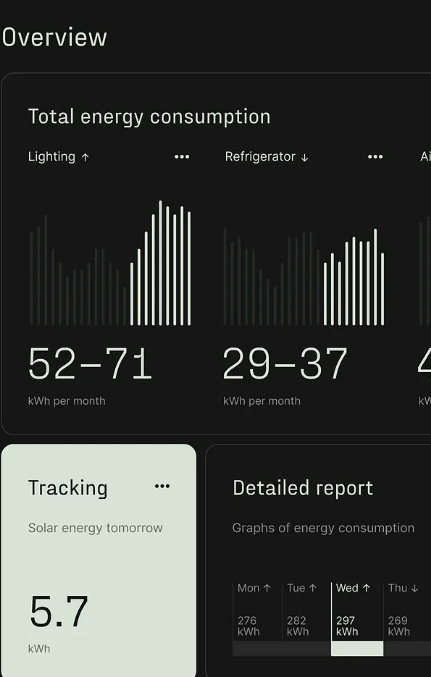 Overview
Total energy consumption
Lighting ↑ •••
Refrigerator ↓ •••
Ai
52–71
kWh per month
29–37
kWh per month
4
kW
Tracking •••
Solar energy tomorrow
5.7
kWh
Detailed report
Graphs of energy consumption
Mon ↑ Tue ↑ Wed ↑ Thu ↓
276 282 297 269
kWh kWh kWh kWh